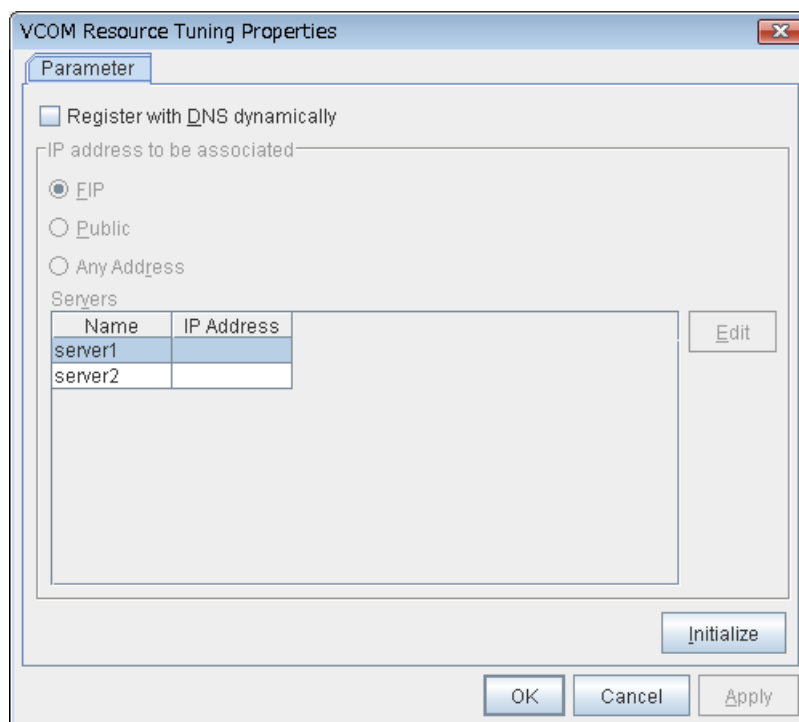 VCOM Resource Tuning Properties
Parameter
Register with DNS dynamically
IP address to be associated
FIP
Public
Any Address
Servers
Name IP Address
server1
server2
Edit
Initialize
OK Cancel Apply